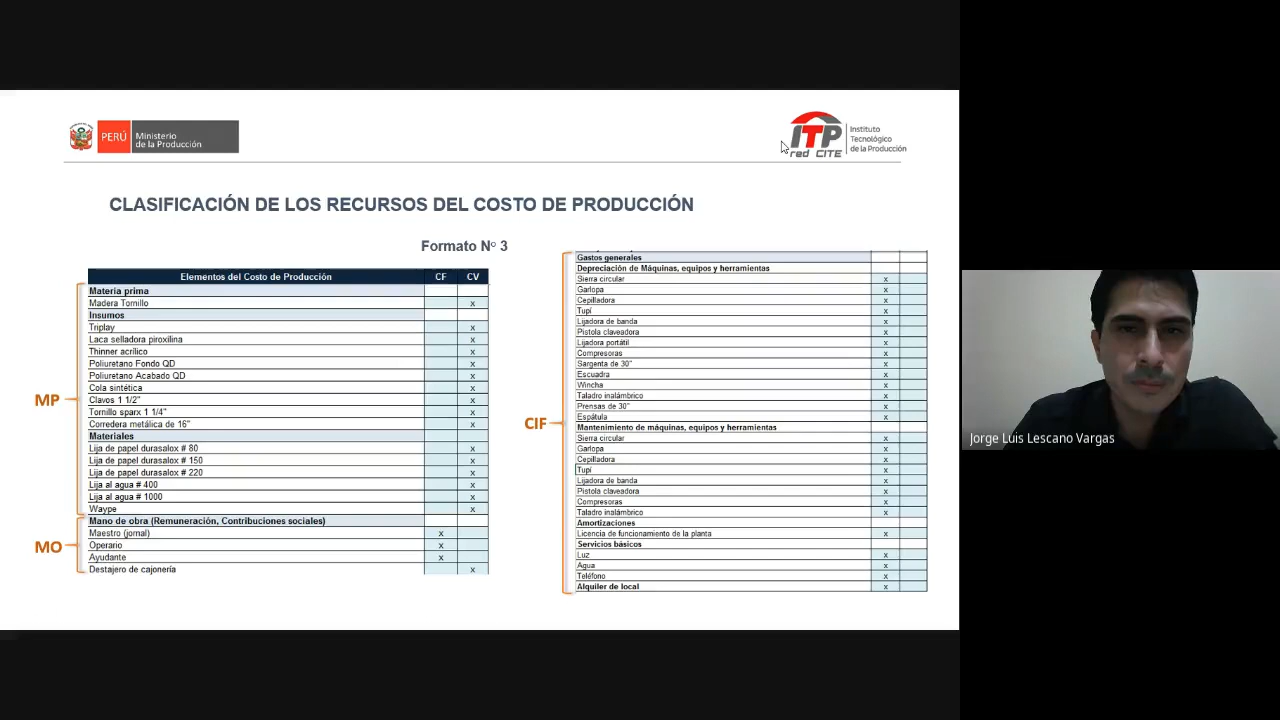 PERÚ
Ministerio
de la Producción
ITP
red CITE
Instituto
Tecnológico
de la Producción
CLASIFICACIÓN DE LOS RECURSOS DEL COSTO DE PRODUCCIÓN
Formato Nº 3
Elementos del Costo de Producción CF CV
MP
Materia prima
Madera Tornillo x
Insumos
Triplay x
Laca selladora piroxilina x
Thinner acrílico x
Poliuretano Fondo QD x
Poliuretano Acabado QD x
Cola sintética x
Clavos 1 1/2" x
Tornillo sparx 1 1/4" x
Corredera metálica de 16" x
Materiales
Lija de papel durasalox # 80 x
Lija de papel durasalox # 150 x
Lija de papel durasalox # 220 x
Lija al agua # 400 x
Lija al agua # 1000 x
Waype x
MO
Mano de obra (Remuneración, Contribuciones sociales)
Maestro (jornal) x
Operario x
Ayudante x
Destajero de cajonería x
CIF
Gastos generales
Depreciación de Máquinas, equipos y herramientas
Sierra circular x
Garlopa x
Cepilladora x
Tupí x
Lijadora de banda x
Pistola claveadora x
Lijadora portátil x
Compresoras x
Sargenta de 30" x
Escuadra x
Wincha x
Taladro inalámbrico x
Prensas de 30" x
Espátula x
Mantenimiento de máquinas, equipos y herramientas
Sierra circular x
Garlopa x
Cepilladora x
Tupí x
Lijadora de banda x
Pistola claveadora x
Compresoras x
Taladro inalámbrico x
Amortizaciones
Licencia de funcionamiento de la planta x
Servicios básicos
Luz x
Agua x
Teléfono x
Alquiler de local x
Jorge Luis Lescano Vargas